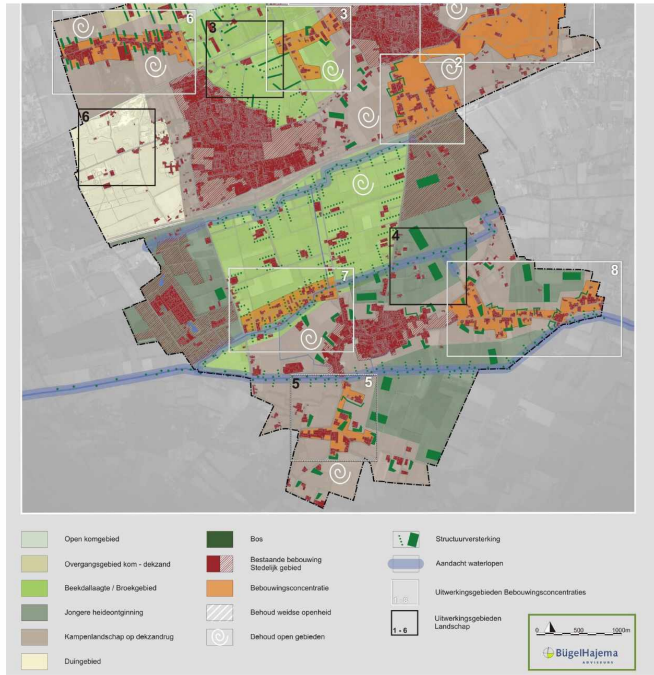 6
3
3
2
6
4
7
8
5
5
Open komgebied
Overgangsgebied kom - dekzand
Beekdallaagte / Broekgebied
Jongere heideontginning
Kampenlandschap op dekzandrug
Duingebied
Bos
Bestaande bebouwing
Stedelijk gebied
Bebouwingsconcentratie
Behoud weidse openheid
Behoud open gebieden
Structuurversterking
Aandacht waterlopen
Uitwerkingsgebieden Bebouwingsconcentraties
1 - 6
Uitwerkingsgebieden
Landschap
0 500 1000m
BügelHajema
ADVISEURS